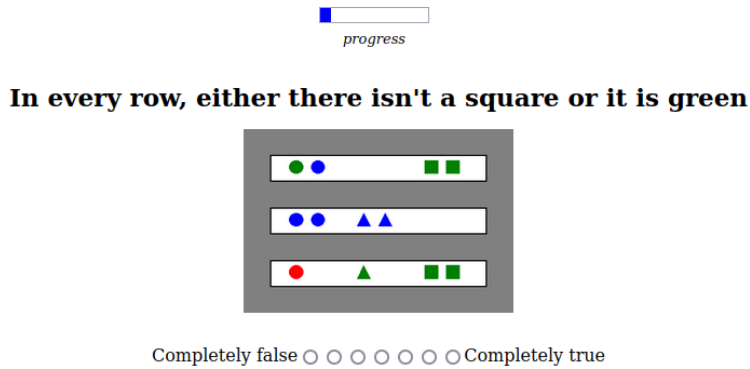 progress
In every row, either there isn't a square or it is green
Completely false Completely true